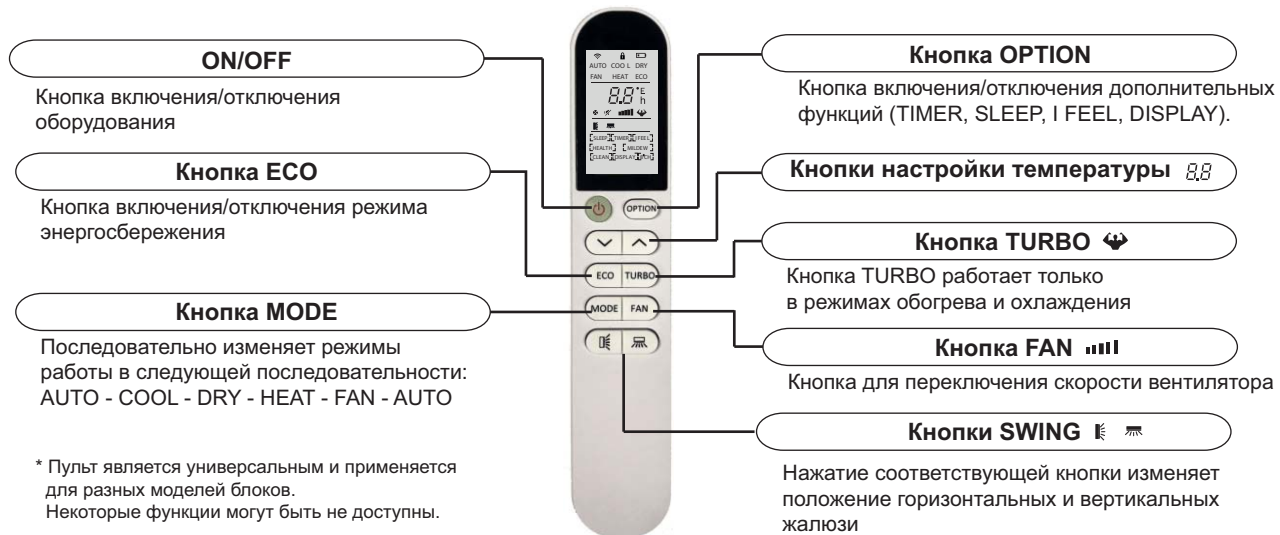 ON/OFF
Кнопка включения/отключения
оборудования
Кнопка ECO
Кнопка включения/отключения режима
энергосбережения
Кнопка MODE
Последовательно изменяет режимы
работы в следующей последовательности:
AUTO - COOL - DRY - HEAT - FAN - AUTO
* Пульт является универсальным и применяется
для разных моделей блоков.
Некоторые функции могут быть не доступны.
AUTO COOL DRY
FAN HEAT ECO
8.8 °F h
SLEEP TIMER I FEEL
HEALTH MILDEW
CLEAN DISPLAY
OPTION
ECO TURBO
MODE FAN
Кнопка OPTION
Кнопка включения/отключения дополнительных
функций (TIMER, SLEEP, I FEEL, DISPLAY).
Кнопки настройки температуры 8.8
Кнопка TURBO
Кнопка TURBO работает только
в режимах обогрева и охлаждения
Кнопка FAN
Кнопка для переключения скорости вентилятора
Кнопки SWING
Нажатие соответствующей кнопки изменяет
положение горизонтальных и вертикальных
жалюзи